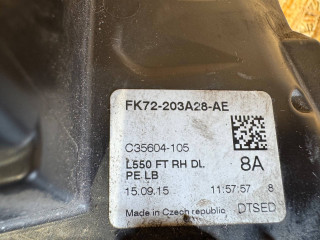 FK72-203A28-AE
C35604-105
L550 FT RH DL 8A
PE LB
15.09.15 11:57:57 8
Made in Czech republic DTSED